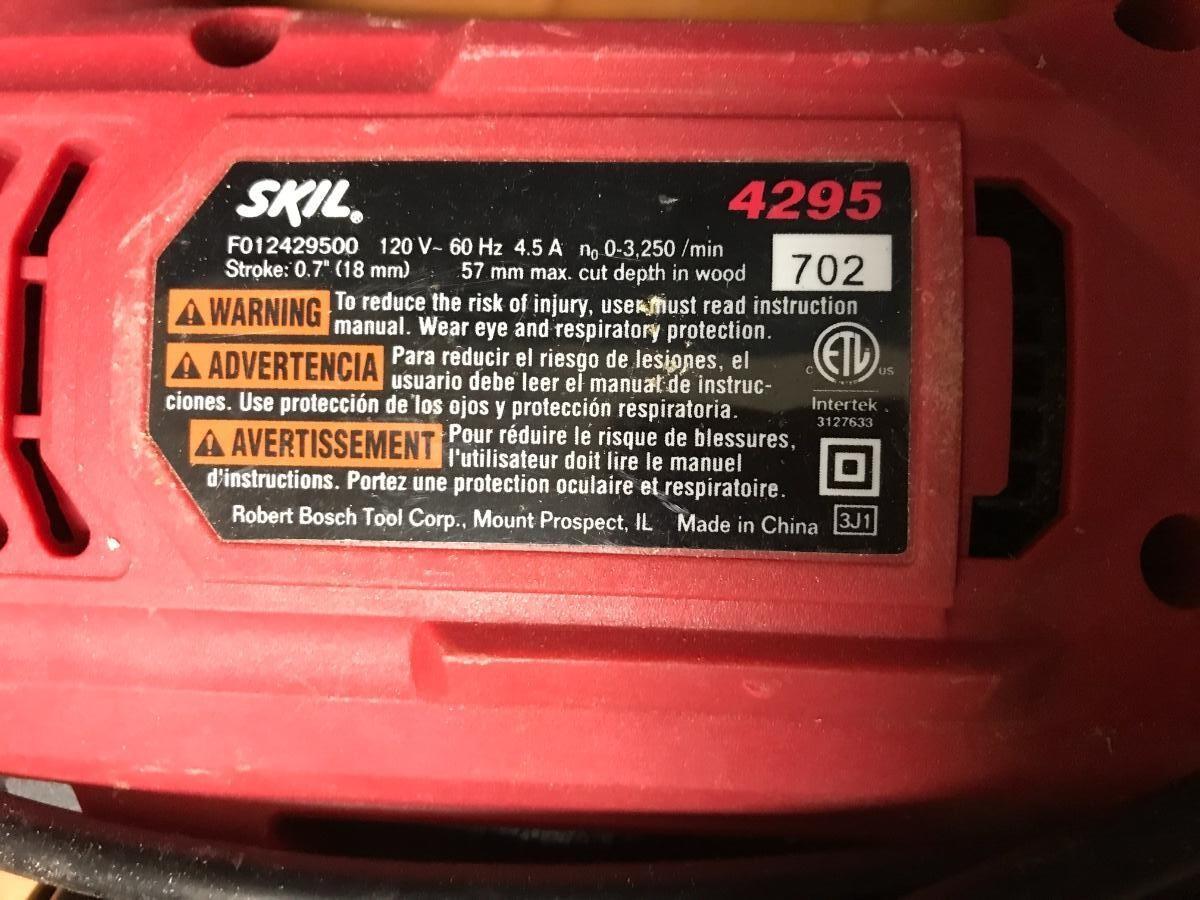 SKIL® 4295
F012429500 120 V~ 60 Hz 4.5 A n₀ 0-3,250 /min
Stroke: 0.7" (18 mm) 57 mm max. cut depth in wood
702
WARNING To reduce the risk of injury, user must read instruction
manual. Wear eye and respiratory protection.
ADVERTENCIA Para reducir el riesgo de lesiones, el
usuario debe leer el manual de instruc-
ciones. Use protección de los ojos y protección respiratoria.
C ETL US
Intertek
3127633
AVERTISSEMENT Pour réduire le risque de blessures,
l'utilisateur doit lire le manuel
d'instructions. Portez une protection oculaire et respiratoire.
Robert Bosch Tool Corp., Mount Prospect, IL Made in China 3J1